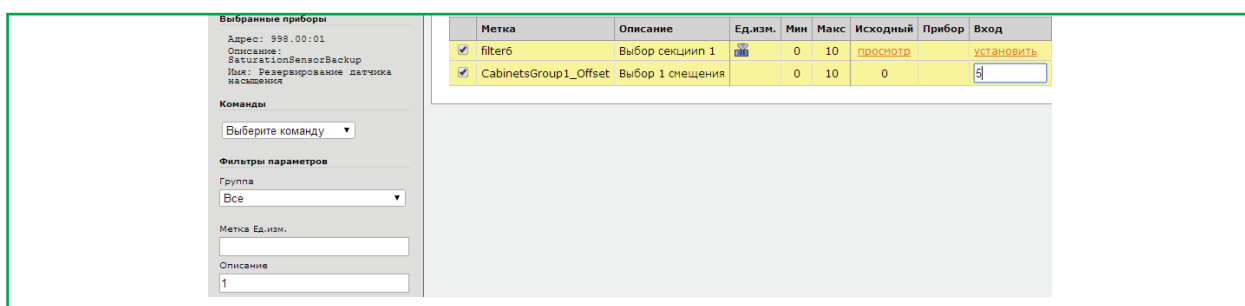 Выбранные приборы
Адрес: 998.00:01
Описание:
SaturationSensorBackup
Имя: Резервирование датчика
насыщения
Команды
Выберите команду
Фильтры параметров
Группа
Все
Метка Ед.изм.
Описание
1
Метка Описание Ед.изм. Мин Макс Исходный Прибор Вход
filter6 Выбор секциип 1 0 10 просмотр установить
CabinetsGroup1_Offset Выбор 1 смещения 0 10 0 5